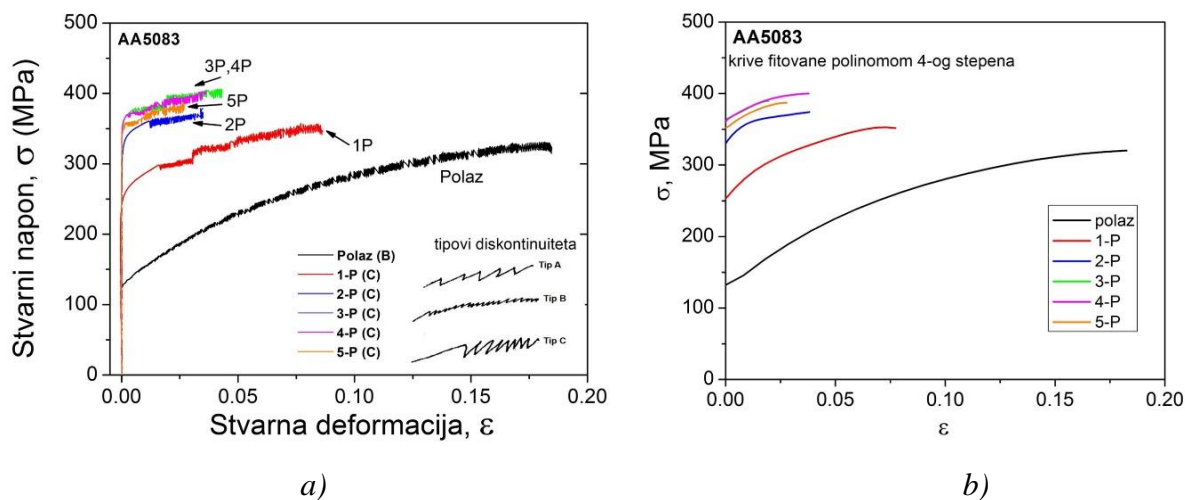 AA5083
500
400
300
200
100
0
Stvarni napon, σ (MPa)
3P,4P
5P
2P
1P
Polaz
tipovi diskontinuiteta
Polaz (B)
1-P (C)
2-P (C)
3-P (C)
4-P (C)
5-P (C)
Tip A
Tip B
Tip C
0.00 0.05 0.10 0.15 0.20
Stvarna deformacija, ε
a)
AA5083
krive fitovane polinomom 4-og stepena
500
400
300
200
100
0
σ, MPa
polaz
1-P
2-P
3-P
4-P
5-P
0.00 0.05 0.10 0.15 0.20
ε
b)